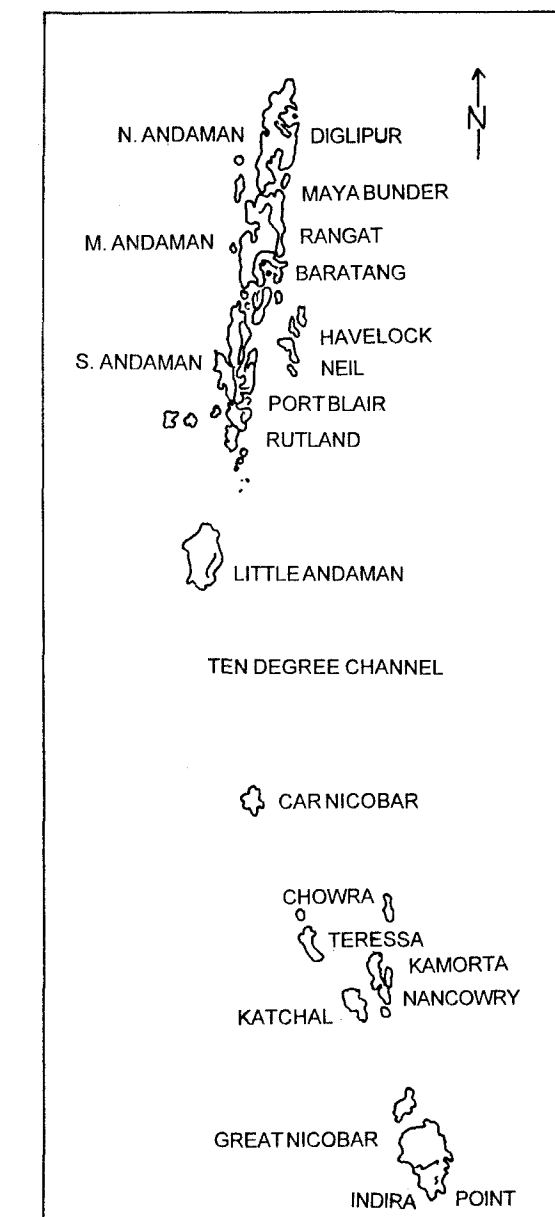 N
N. ANDAMAN
DIGLIPUR
MAYA BUNDER
M. ANDAMAN
RANGAT
BARATANG
HAVELOCK
S. ANDAMAN
NEIL
PORT BLAIR
RUTLAND
LITTLE ANDAMAN
TEN DEGREE CHANNEL
CAR NICOBAR
CHOWRA
TERESSA
KAMORTA
NANCOWRY
KATCHAL
GREAT NICOBAR
INDIRA POINT